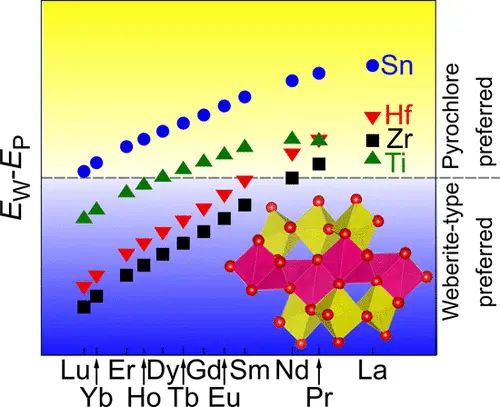 Sn
Hf
Zr
Ti
E_W-E_P
Pyrochlore
preferred
Weberite-type
preferred
Lu Er Dy Gd Sm Nd La
Yb Ho Tb Eu Pr